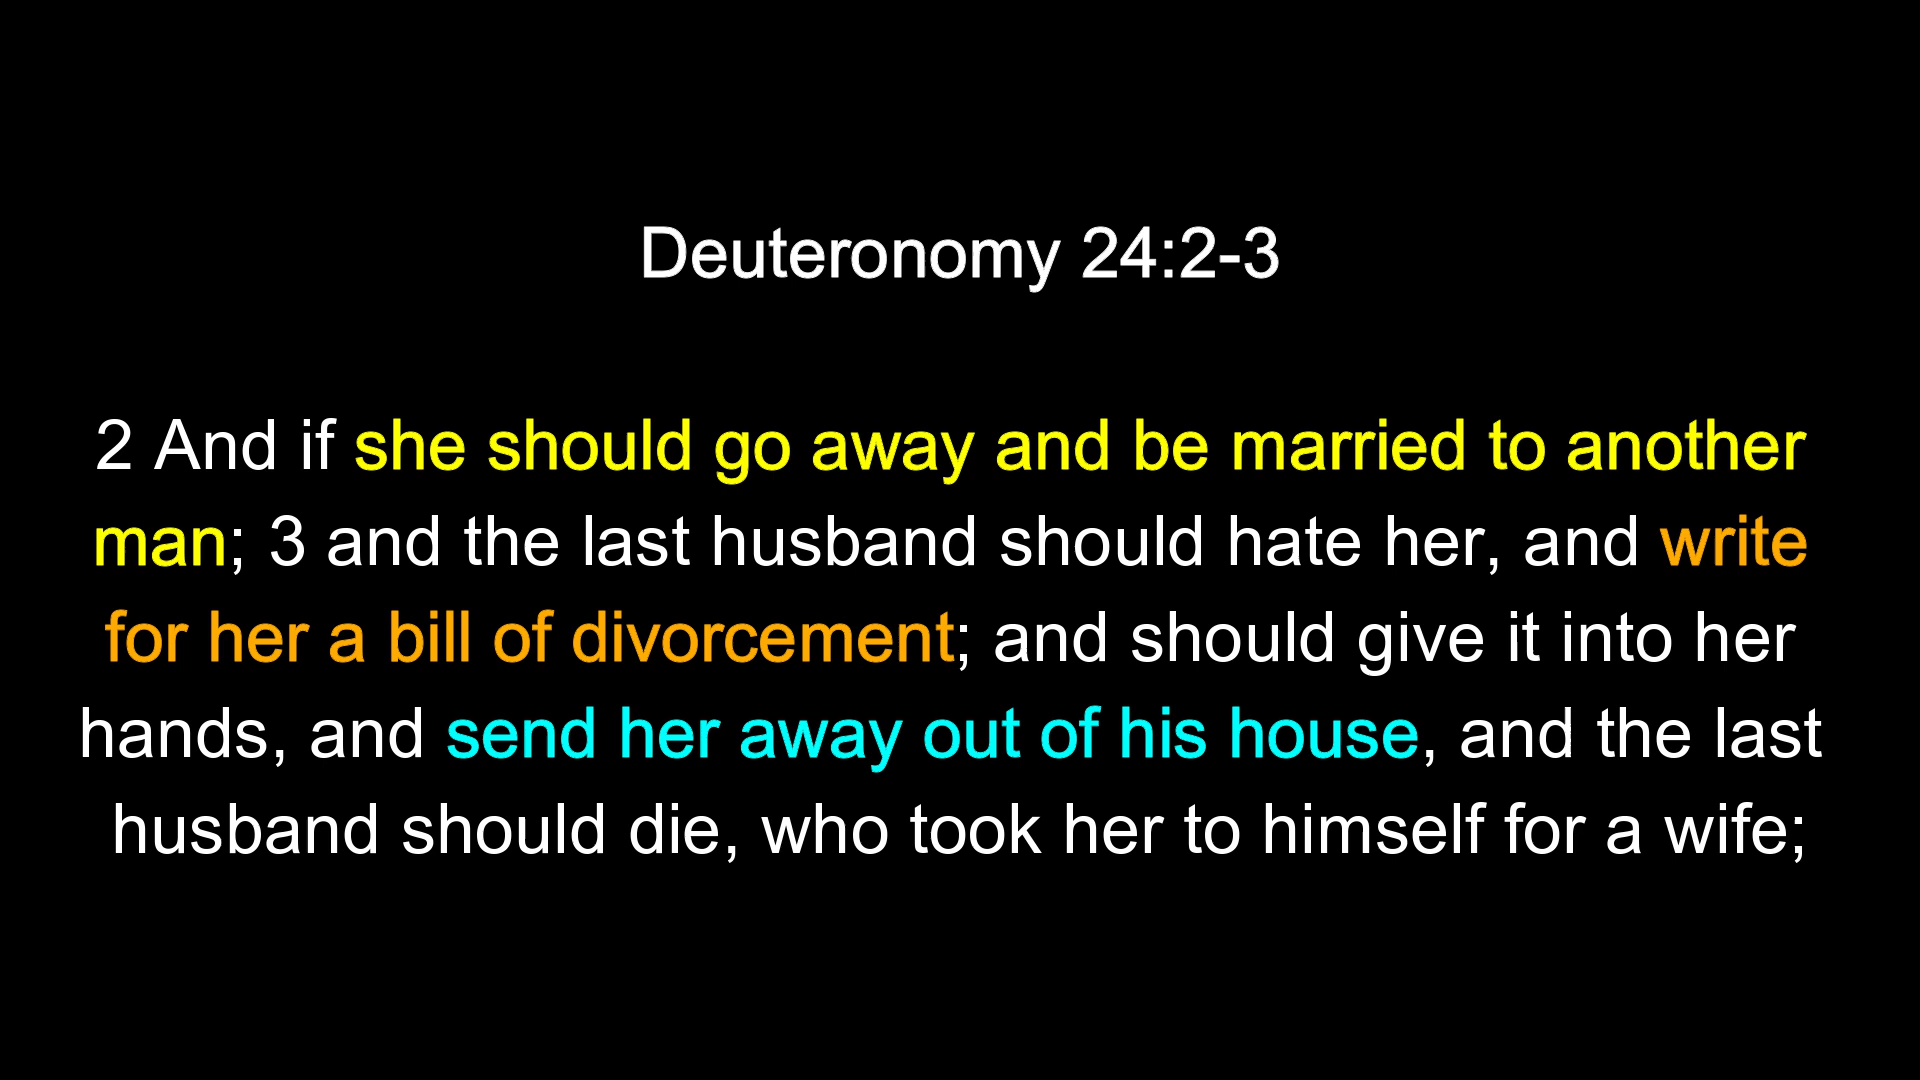 Deuteronomy 24:2-3
2 And if she should go away and be married to another
man; 3 and the last husband should hate her, and write
for her a bill of divorcement; and should give it into her
hands, and send her away out of his house, and the last
husband should die, who took her to himself for a wife;